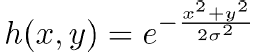 h(x, y) = e^{-\frac{x^2+y^2}{2\sigma^2}}